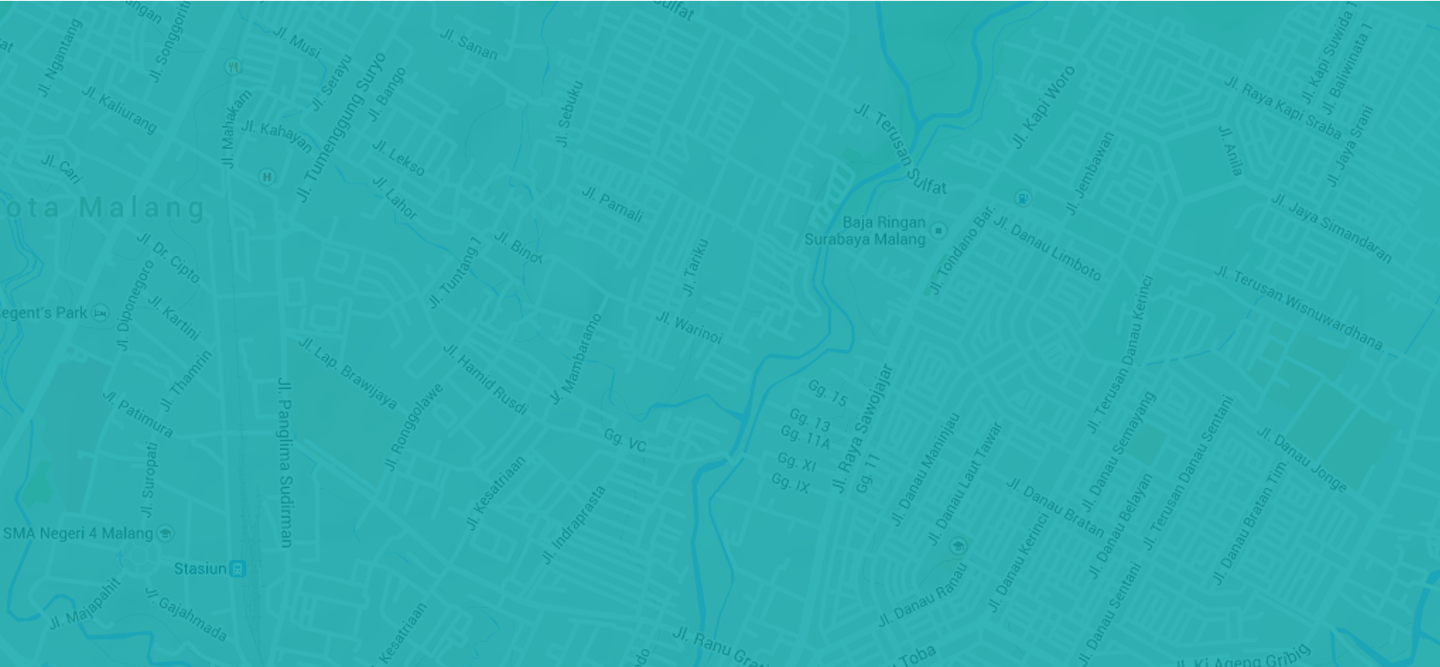 Sulfat
Jl. Musi
Jl. Sanan
Jl. Songgoriti
Jl. Ngantang
Jl. Serayu
Jl. Bango
Jl. Kaliurang
Jl. Mahakam
Jl. Kahayan
Jl. Tumenggung Suryo
Jl. Sebuku
Jl. Lekso
Jl. Cari
Jl. Lahor
Jl. Pamali
ota Malang
Jl. Dr. Cipto
Jl. Tuntang 1
Jl. Tariku
Jl. Diponegoro
Jl. Kartini
egent's Park
Jl. Warinoi
Jl. Thamrin
Jl. Lap. Brawijaya
Jl. Hamid Rusdi
Mambaramo
Jl. Patimura
Jl. Panglima Sudirman
Jl. Ronggolawe
Gg. VC
Jl. Suropati
Jl. Kesatriaan
Jl. Indraprasta
SMA Negeri 4 Malang
Stasiun
Jl. Majapahit
Jl. Gajahmada
Kesatrian
Jl. Terusan Sulfat
Jl. Kapi Woro
Jl. Raya Kapi Sraba
Jl. Kapi Suwida 1
Jl. Baliwinata 1
Jl. Jaya Srani
Jl. Anila
Jl. Jembawan
Baja Ringan
Surabaya Malang
Jl. Tondano Bar.
Jl. Danau Limboto
Jl. Jaya Simandaran
Jl. Terusan Wisnuwardhana
Jl. Terusan Danau Kerinci
Gg. 15
Gg. 13
Gg. 11A
Gg. XI
Gg. IX
Jl. Raya Sawojajar
Gg. 11
Jl. Danau Maninjau
Jl. Danau Laut Tawar
Jl. Danau Semayang
Jl. Terusan Danau Sentani
Jl. Danau Jonge
Jl. Danau Bratan
Jl. Danau Belayan
Jl. Danau Bratan Tim.
Jl. Danau Kerinci
Jl. Danau Ranau
Jl. Danau Sentani
Toba
Jl. Ki Ageng Gribig